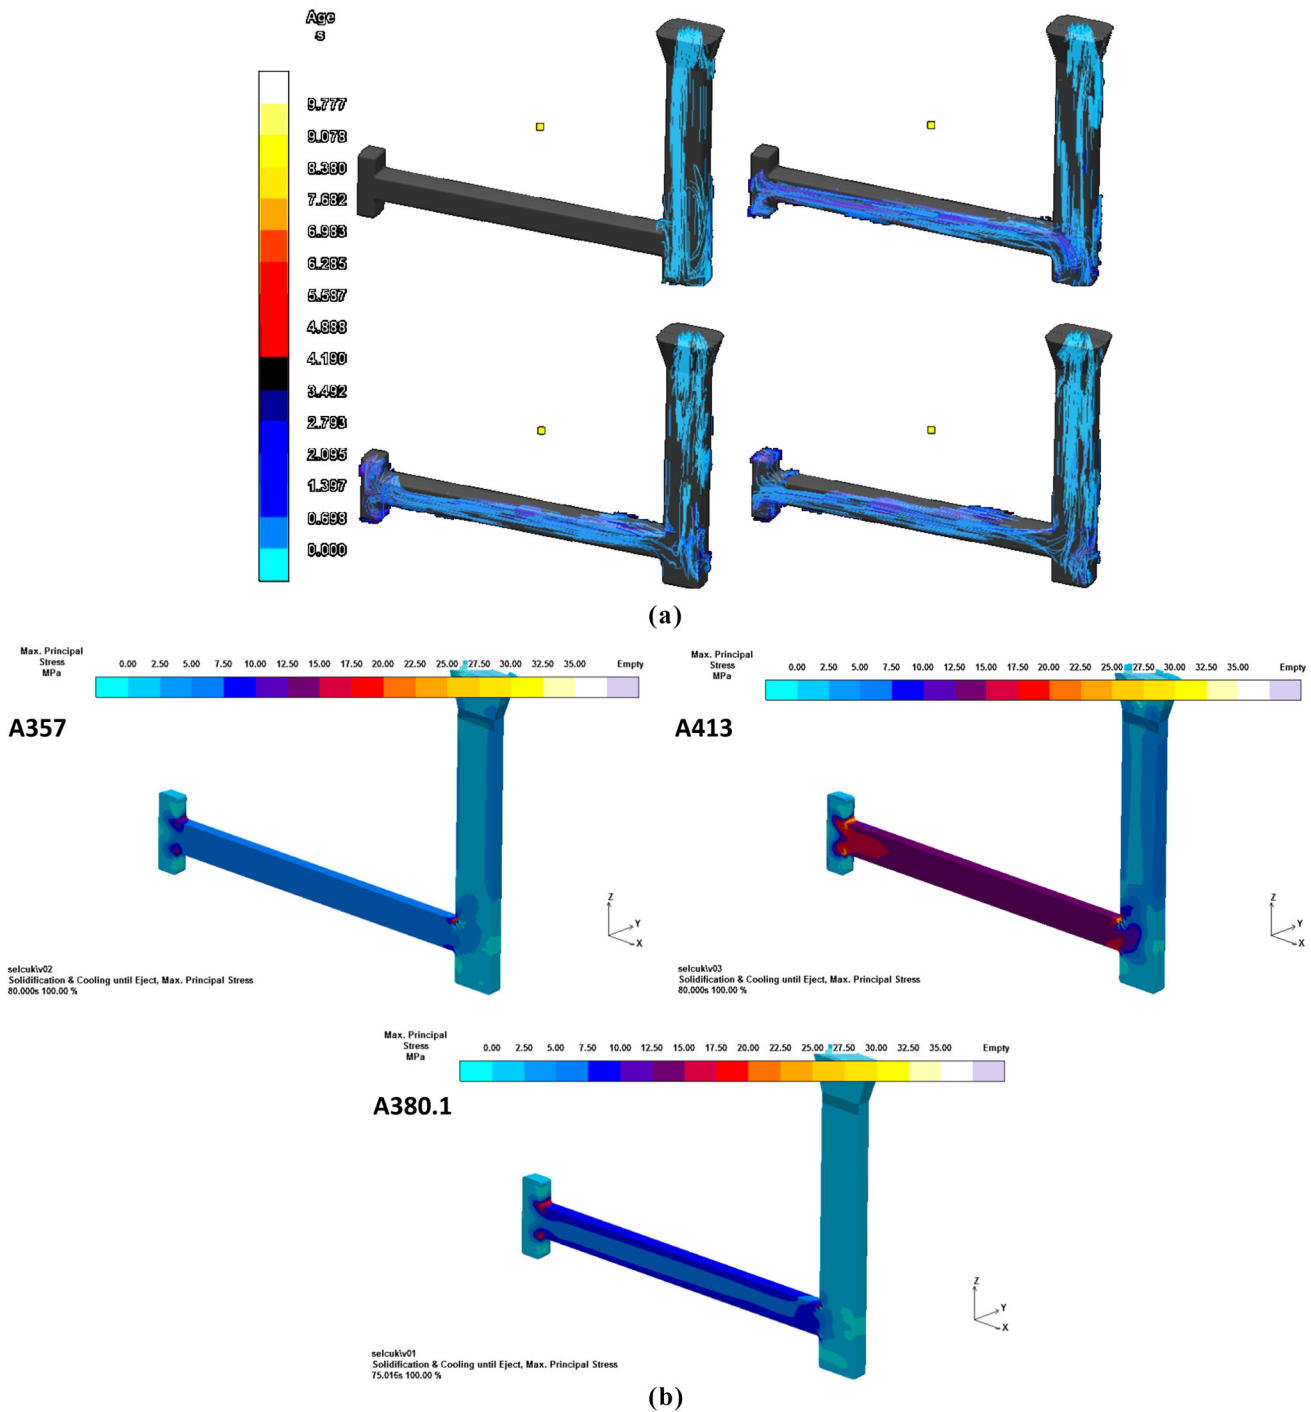 Age
s
9.777
9.078
8.380
7.682
6.983
6.285
5.587
4.888
4.190
3.492
2.793
2.095
1.397
0.698
0.000
(a)
Max. Principal
Stress
MPa
0.00 2.50 5.00 10.00 12.50 15.00 17.50 20.00 22.50 25.00 27.50 30.00 32.50 35.00 Empty
A357
Z
Y
X
selcuk\v02
Solidification & Cooling until Eject, Max. Principal Stress
80.000s 100.00 %
Max. Principal
Stress
MPa
0.00 2.50 5.00 7.50 10.00 12.50 15.00 17.50 20.00 22.50 25.00 27.50 30.00 32.50 35.00 Empty
A413
Z
Y
X
selcuk\v03
Solidification & Cooling until Eject, Max. Principal Stress
80.000s 100.00 %
Max. Principal
Stress
MPa
0.00 2.50 5.00 7.50 10.00 12.50 15.00 17.50 20.00 22.50 25.00 27.50 30.00 32.50 35.00 Empty
A380.1
Z
Y
X
selcuk\v01
Solidification & Cooling until Eject, Max. Principal Stress
75.016s 100.00 %
(b)